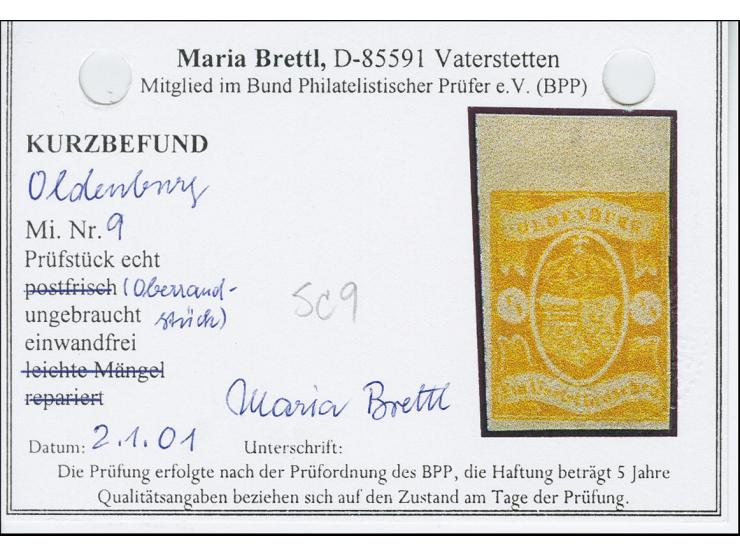 Maria Brettl, D-85591 Vaterstetten
Mitglied im Bund Philatelistischer Prüfer e.V. (BPP)
KURZBEFUND
Oldenburg
Mi. Nr. 9
Prüfstück echt
postfrisch (Oberrand-
ungebraucht stück)
einwandfrei
leichte Mängel
repariert
SC9
OLDENBURG
Maria Brettl
Datum: 2.1.01 Unterschrift:
Die Prüfung erfolgte nach der Prüfordnung des BPP, die Haftung beträgt 5 Jahre
Qualitätsangaben beziehen sich auf den Zustand am Tage der Prüfung.